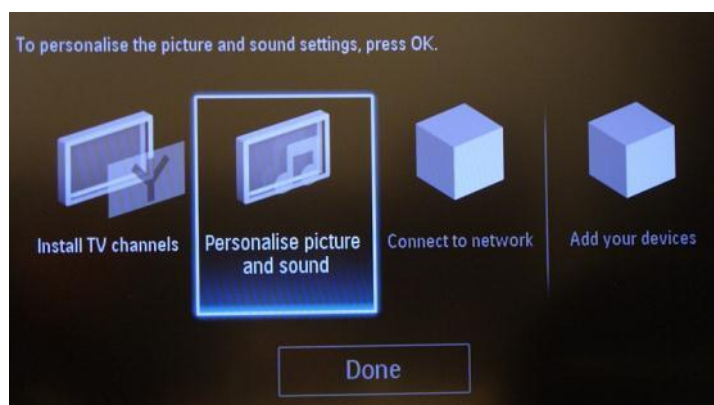 To personalise the picture and sound settings, press OK.
Install TV channels
Personalise picture
and sound
Connect to network
Add your devices
Done